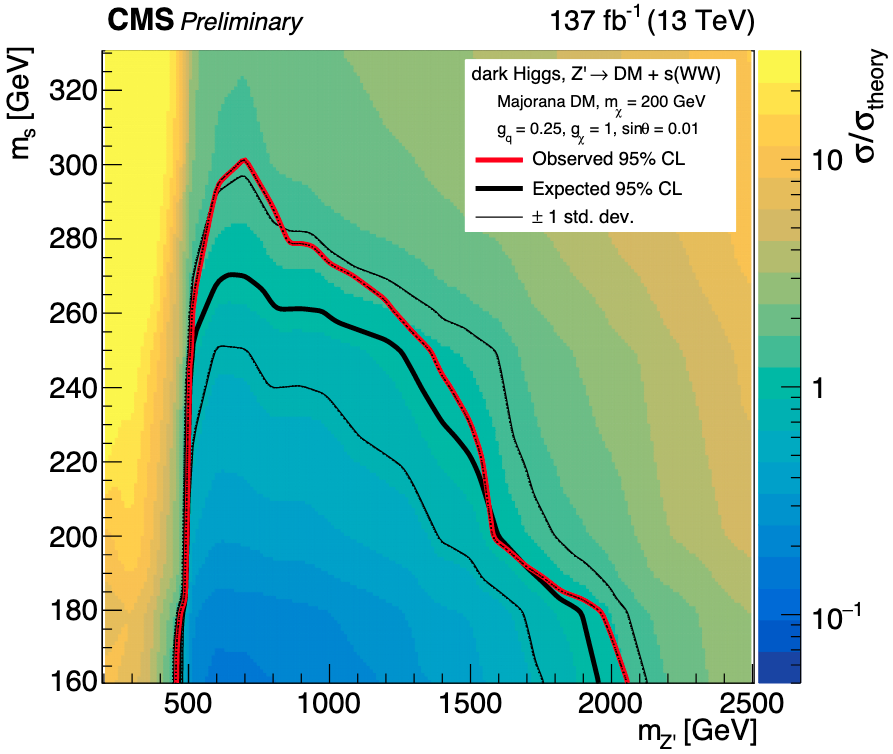 CMS Preliminary 137 fb⁻¹ (13 TeV)
dark Higgs, Z' → DM + s(WW)
Majorana DM, mχ = 200 GeV
gq = 0.25, gχ = 1, sinθ = 0.01
Observed 95% CL
Expected 95% CL
± 1 std. dev.
ms [GeV]
320
300
280
260
240
220
200
180
160
500 1000 1500 2000 2500
mZ' [GeV]
σ/σtheory
10
1
10⁻¹